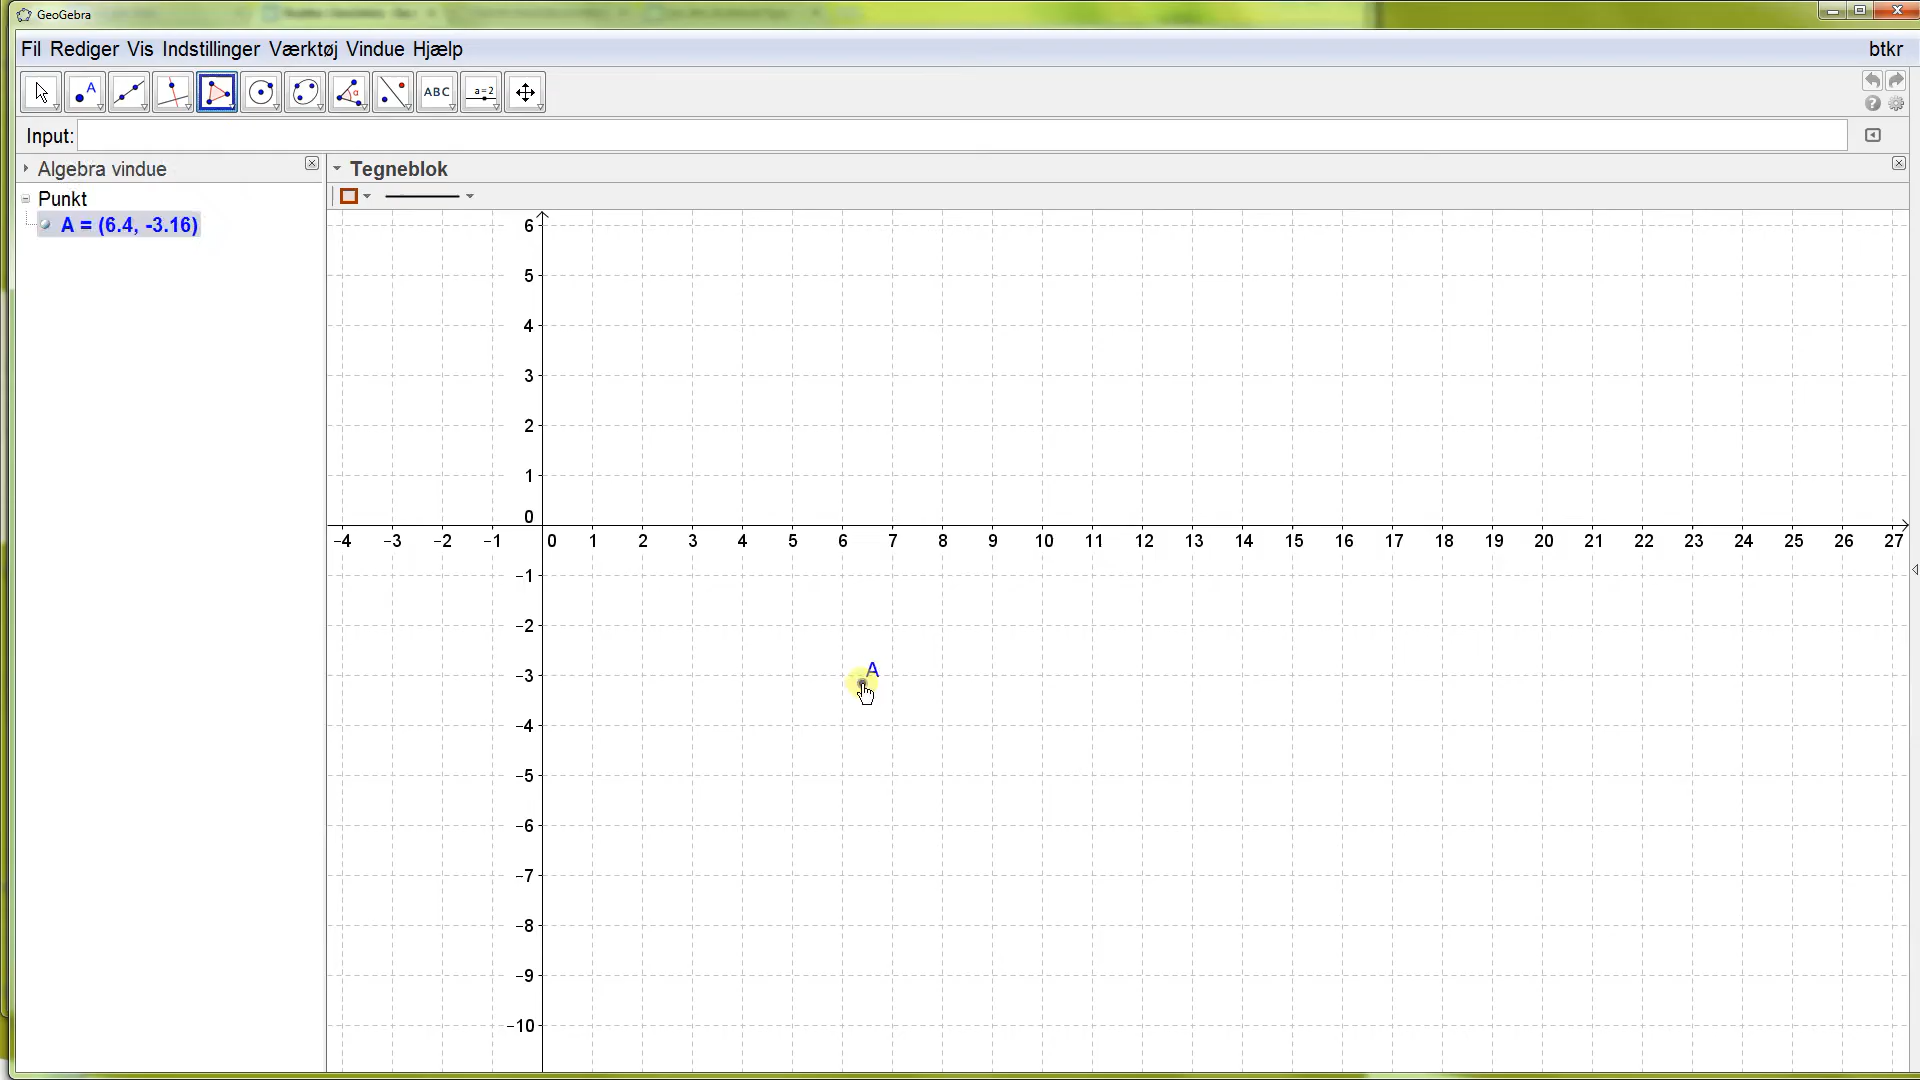 GeoGebra
Fil Rediger Vis Indstillinger Værktøj Vindue Hjælp
btkr
A
α
ABC
a=2
Input:
Algebra vindue
Tegneblok
Punkt
A = (6.4, -3.16)
6
5
4
3
2
1
0
−4 −3 −2 −1 0 1 2 3 4 5 6 7 8 9 10 11 12 13 14 15 16 17 18 19 20 21 22 23 24 25 26 27
−1
−2
A
−3
−4
−5
−6
−7
−8
−9
−10